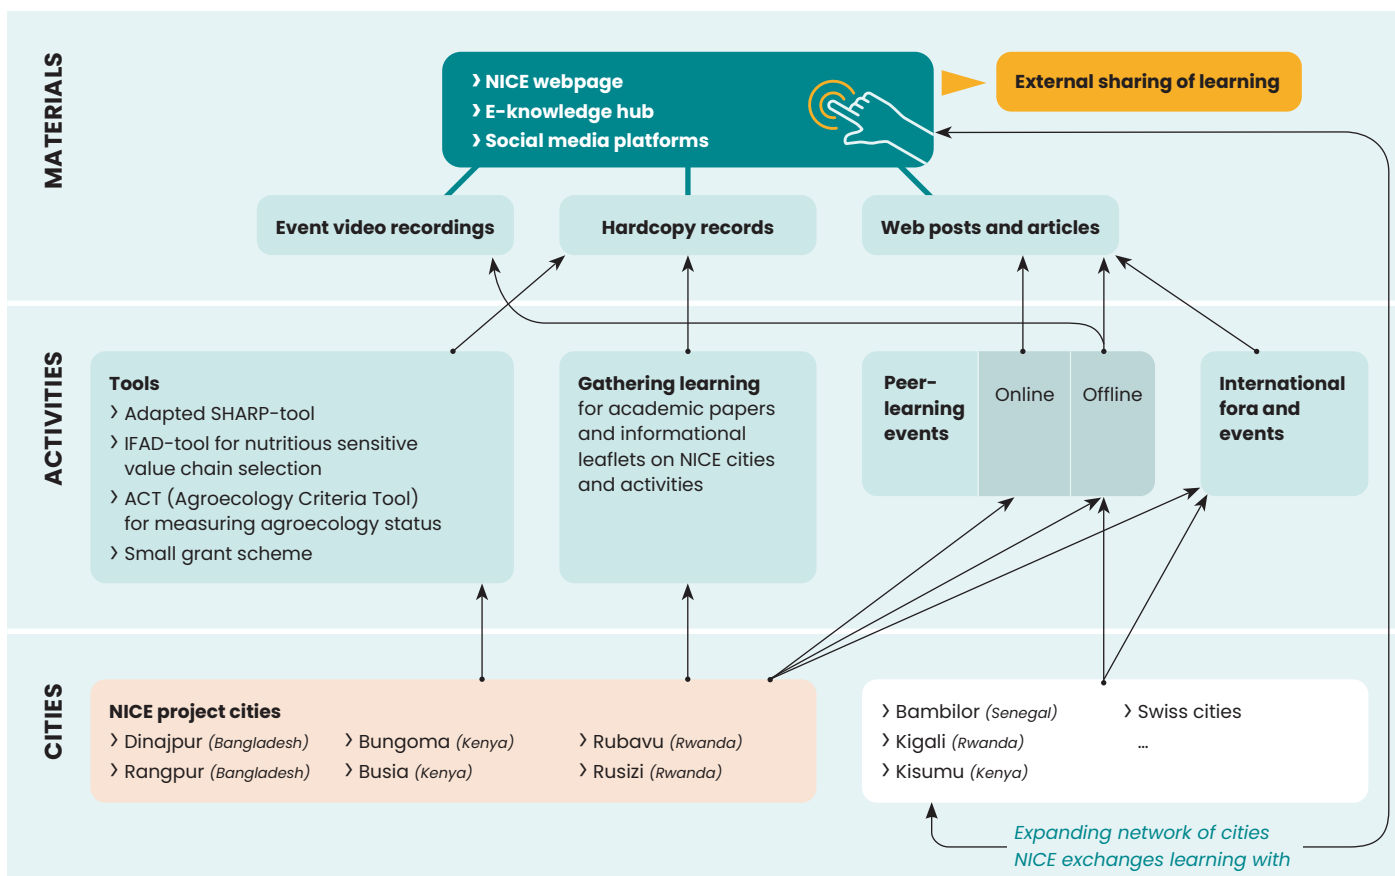 MATERIALS
› NICE webpage
› E-knowledge hub
› Social media platforms
External sharing of learning
Event video recordings
Hardcopy records
Web posts and articles
ACTIVITIES
Tools
› Adapted SHARP-tool
› IFAD-tool for nutritious sensitive
value chain selection
› ACT (Agroecology Criteria Tool)
for measuring agroecology status
› Small grant scheme
Gathering learning
for academic papers
and informational
leaflets on NICE cities
and activities
Peer-
learning
events
Online
Offline
International
fora and
events
CITIES
NICE project cities
› Dinajpur (Bangladesh)
› Rangpur (Bangladesh)
› Bungoma (Kenya)
› Busia (Kenya)
› Rubavu (Rwanda)
› Rusizi (Rwanda)
› Bambilor (Senegal)
› Kigali (Rwanda)
› Kisumu (Kenya)
› Swiss cities
...
Expanding network of cities
NICE exchanges learning with